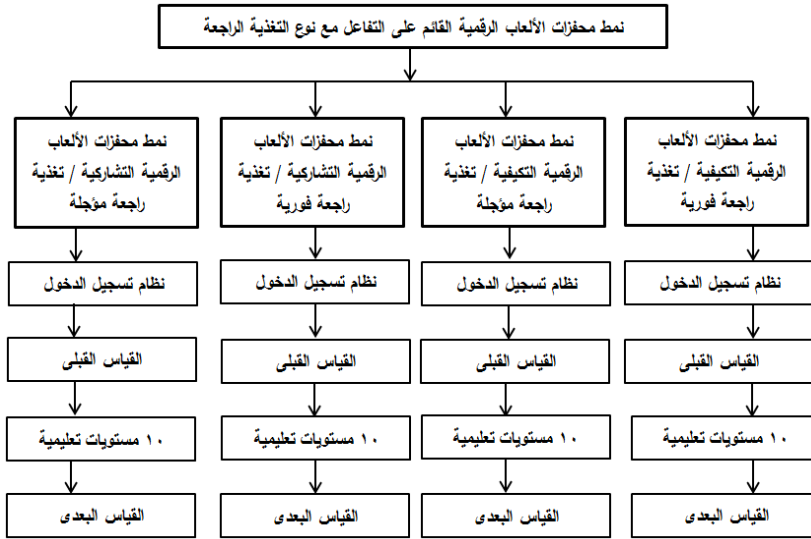 نمط محفزات الألعاب الرقمية القائم على التفاعل مع نوع التغذية الراجعة
نمط محفزات الألعاب
الرقمية التكيفية / تغذية
راجعة فورية
نمط محفزات الألعاب
الرقمية التكيفية / تغذية
راجعة مؤجلة
نمط محفزات الألعاب
الرقمية التشاركية / تغذية
راجعة فورية
نمط محفزات الألعاب
الرقمية التشاركية / تغذية
راجعة مؤجلة
نظام تسجيل الدخول
نظام تسجيل الدخول
نظام تسجيل الدخول
نظام تسجيل الدخول
القياس القبلى
القياس القبلى
القياس القبلى
القياس القبلى
١٠ مستويات تعليمية
١٠ مستويات تعليمية
١٠ مستويات تعليمية
١٠ مستويات تعليمية
القياس البعدى
القياس البعدى
القياس البعدى
القياس البعدى